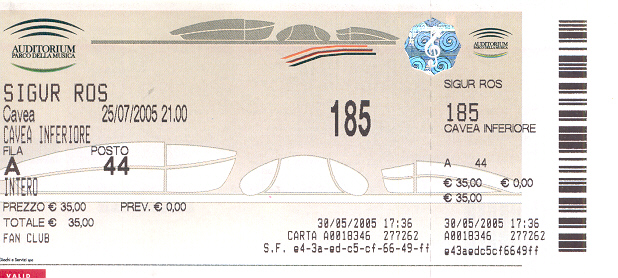 AUDITORIUM
PARCO DELLA MUSICA
SIGUR ROS
Cavea 25/07/2005 21.00
CAVEA INFERIORE
FILA POSTO
A 44
INTERO
PREZZO € 35,00 PREV. € 0,00
TOTALE € 35,00
FAN CLUB
185
30/05/2005 17:36
CARTA A001B346 277262
S.F. e4-3a-ed-c5-cf-66-49-ff
AUDITORIUM
PARCO DELLA MUSICA
SIGUR ROS
185
CAVEA INFERIORE
A 44
€ 35,00 € 0,00
€ 35,00
30/05/2005 17:36
A001B346 277262
e43aedc5cf6649ff
VALID